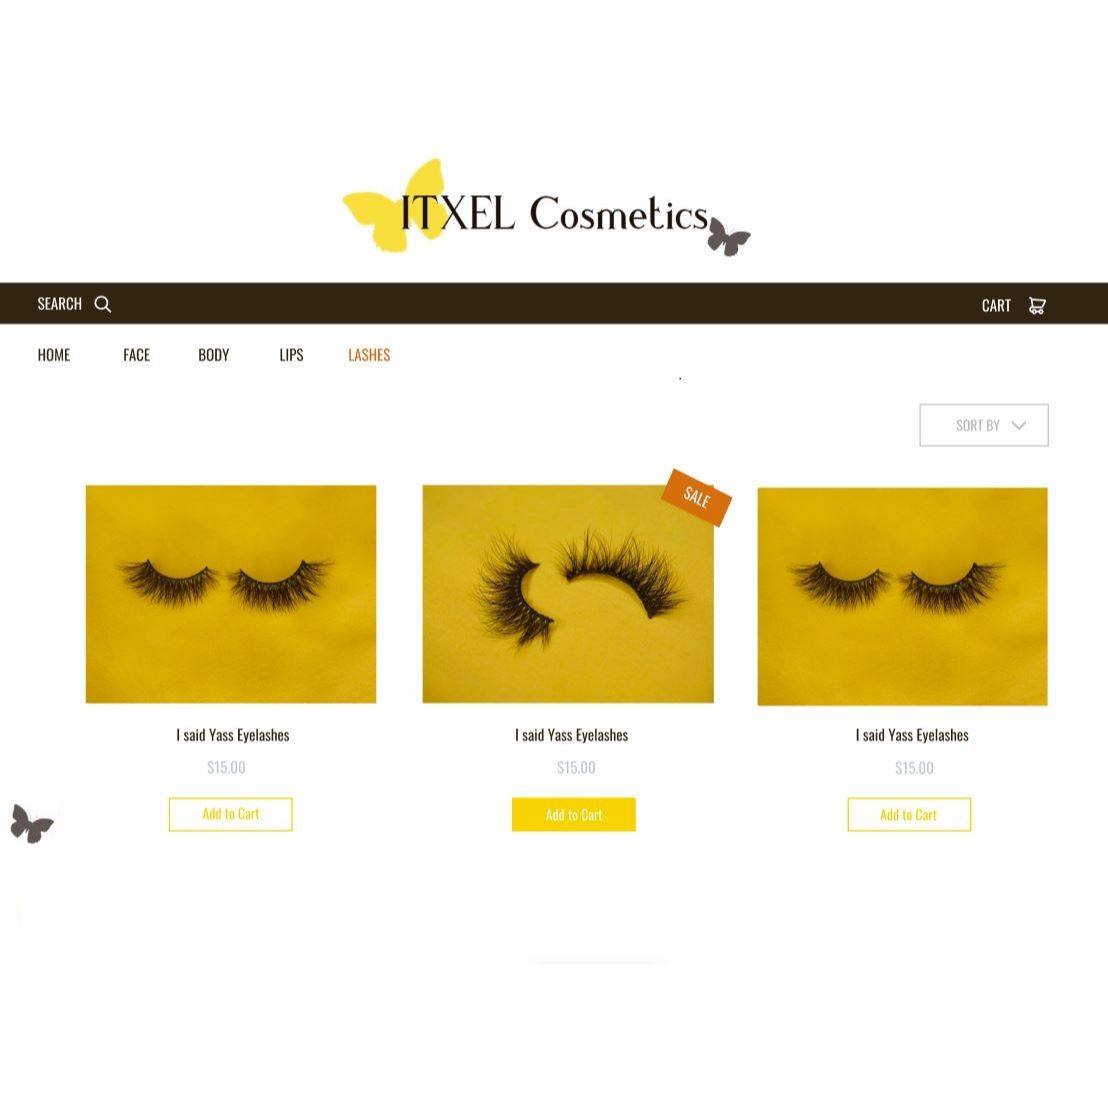 ITXEL Cosmetics
SEARCH CART
HOME FACE BODY LIPS LASHES
SORT BY
SALE
I said Yass Eyelashes I said Yass Eyelashes I said Yass Eyelashes
$15.00 $15.00 $15.00
Add to Cart Add to Cart Add to Cart